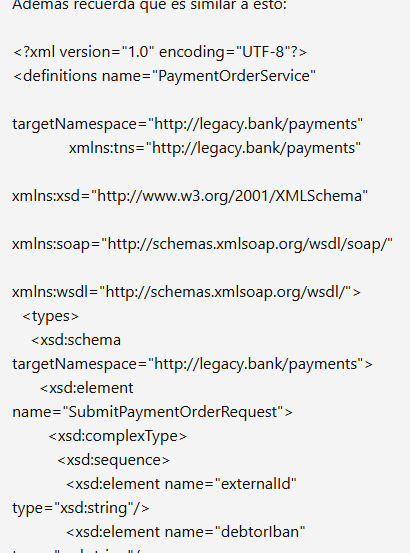 Además recuerda que es similar a esto:
<?xml version="1.0" encoding="UTF-8"?>
<definitions name="PaymentOrderService"
targetNamespace="http://legacy.bank/payments"
xmlns:tns="http://legacy.bank/payments"
xmlns:xsd="http://www.w3.org/2001/XMLSchema"
xmlns:soap="http://schemas.xmlsoap.org/wsdl/soap/"
xmlns:wsdl="http://schemas.xmlsoap.org/wsdl/">
<types>
<xsd:schema
targetNamespace="http://legacy.bank/payments">
<xsd:element
name="SubmitPaymentOrderRequest">
<xsd:complexType>
<xsd:sequence>
<xsd:element name="externalId"
type="xsd:string"/>
<xsd:element name="debtorIban"